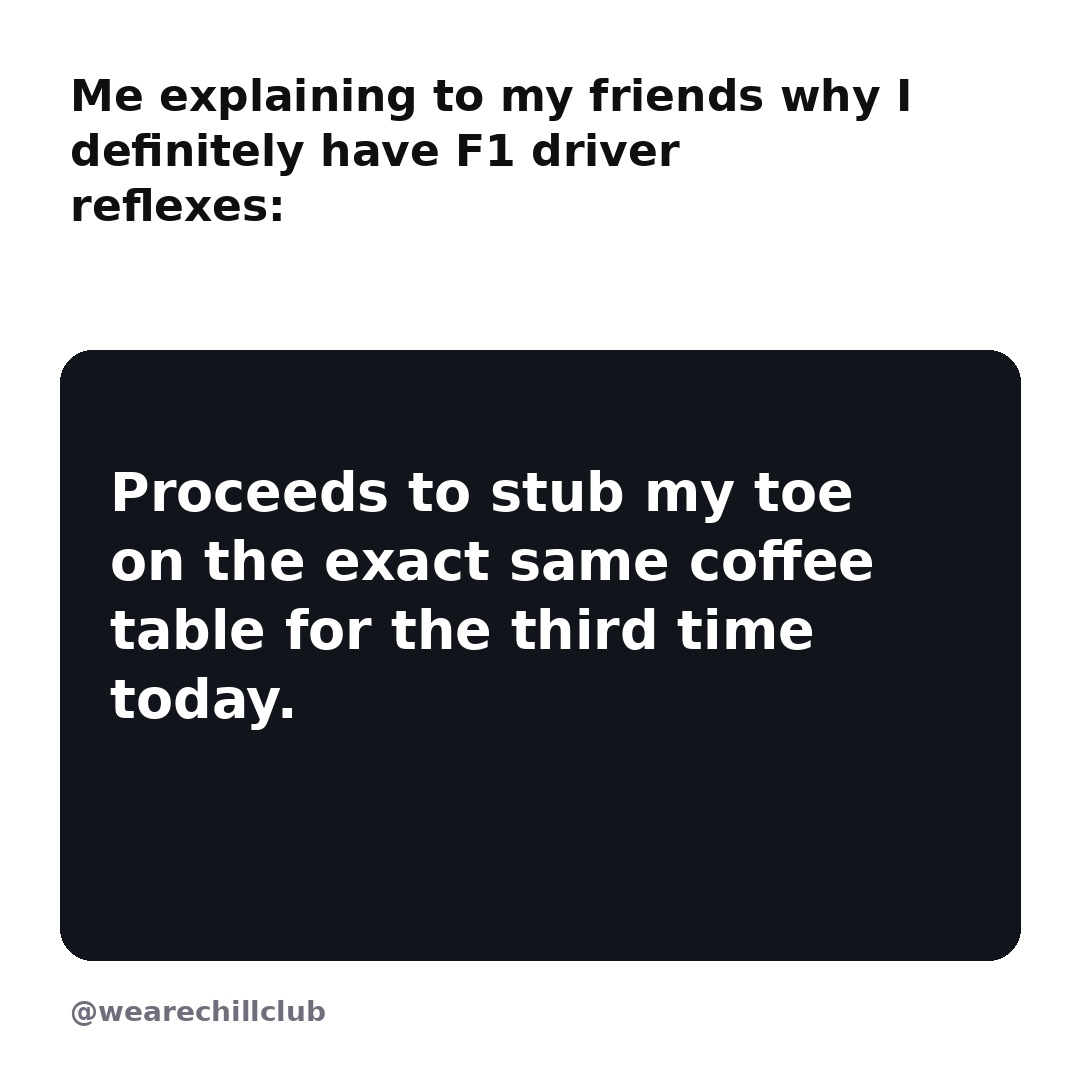 Me explaining to my friends why I
definitely have F1 driver
reflexes:
Proceeds to stub my toe
on the exact same coffee
table for the third time
today.
@wearechillclub